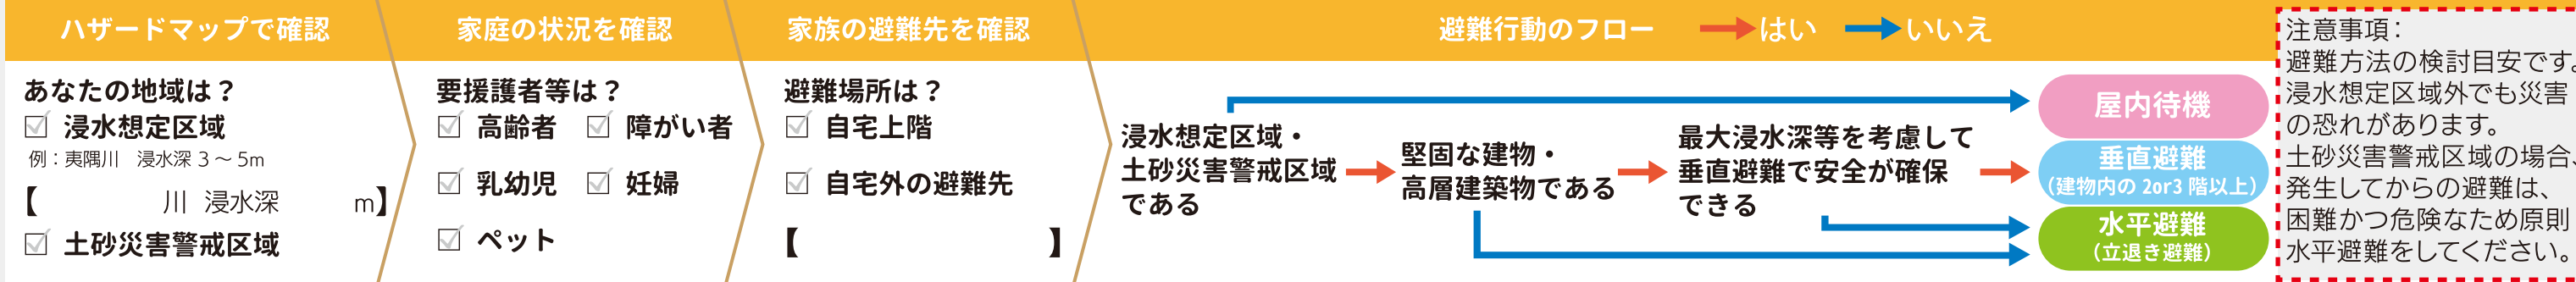 ハザードマップで確認
あなたの地域は？
浸水想定区域
例：夷隅川　浸水深 3 ～ 5m
【　　　　　川　浸水深　　　m】
土砂災害警戒区域
家庭の状況を確認
要援護者等は？
高齢者　障がい者
乳幼児　妊婦
ペット
家族の避難先を確認
避難場所は？
自宅上階
自宅外の避難先
【　　　　　　　　　】
避難行動のフロー　はい　いいえ
浸水想定区域・
土砂災害警戒区域
である
堅固な建物・
高層建築物である
最大浸水深等を考慮して
垂直避難で安全が確保
できる
屋内待機
垂直避難
（建物内の 2or3 階以上）
水平避難
（立退き避難）
注意事項：
避難方法の検討目安です。
浸水想定区域外でも災害
の恐れがあります。
土砂災害警戒区域の場合、
発生してからの避難は、
困難かつ危険なため原則
水平避難をしてください。